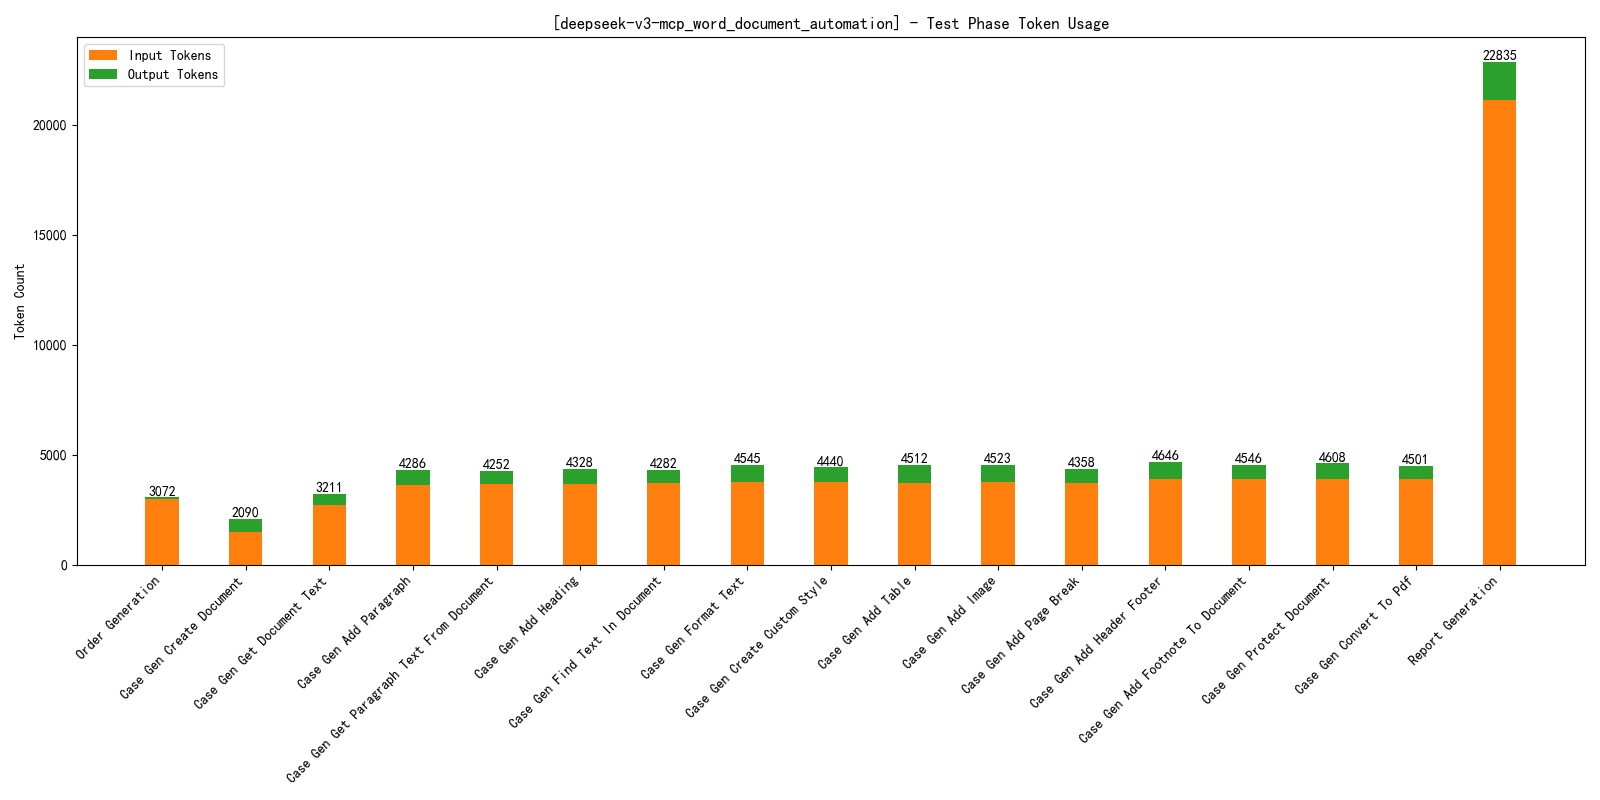 [deepseek-v3-mcp_word_document_automation] - Test Phase Token Usage
Input Tokens
Output Tokens
Token Count
20000
15000
10000
5000
0
3072
2090
3211
4286
4252
4328
4282
4545
4440
4512
4523
4358
4646
4546
4608
4501
22835
Order Generation
Case Gen Create Document
Case Gen Get Document Text
Case Gen Add Paragraph
Case Gen Get Paragraph Text From Document
Case Gen Add Heading
Case Gen Find Text In Document
Case Gen Format Text
Case Gen Create Custom Style
Case Gen Add Table
Case Gen Add Image
Case Gen Add Page Break
Case Gen Add Header Footer
Case Gen Add Footnote To Document
Case Gen Protect Document
Case Gen Convert To Pdf
Report Generation